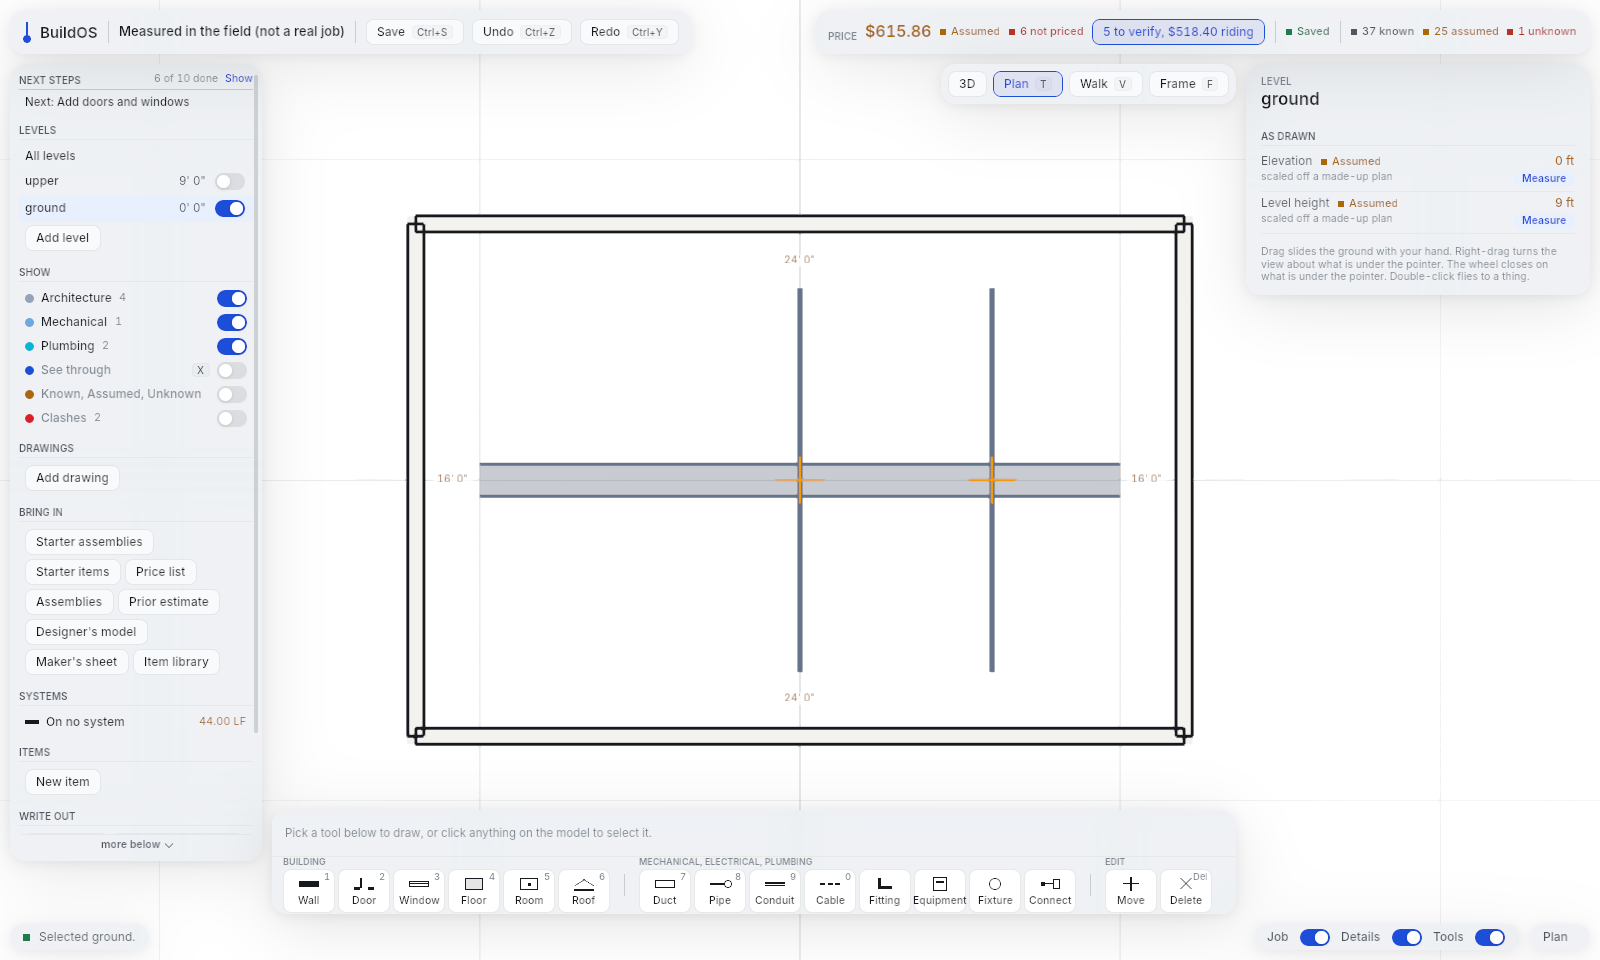 BuildOS
Measured in the field (not a real job)
Save Ctrl+S
Undo Ctrl+Z
Redo Ctrl+Y
PRICE $615.86 Assumed 6 not priced 5 to verify, $518.40 riding Saved 37 known 25 assumed 1 unknown
3D
Plan T
Walk V
Frame F
NEXT STEPS 6 of 10 done Show
Next: Add doors and windows
LEVELS
All levels
upper 9' 0"
ground 0' 0"
Add level
SHOW
Architecture 4
Mechanical 1
Plumbing 2
See through X
Known, Assumed, Unknown
Clashes 2
DRAWINGS
Add drawing
BRING IN
Starter assemblies
Starter items Price list
Assemblies Prior estimate
Designer's model
Maker's sheet Item library
SYSTEMS
On no system 44.00 LF
ITEMS
New item
WRITE OUT
more below
24' 0"
16' 0"
16' 0"
24' 0"
LEVEL
ground
AS DRAWN
Elevation Assumed 0 ft
scaled off a made-up plan Measure
Level height Assumed 9 ft
scaled off a made-up plan Measure
Drag slides the ground with your hand. Right-drag turns the
view about what is under the pointer. The wheel closes on
what is under the pointer. Double-click flies to a thing.
Pick a tool below to draw, or click anything on the model to select it.
BUILDING
1 Wall
2 Door
3 Window
4 Floor
5 Room
6 Roof
MECHANICAL, ELECTRICAL, PLUMBING
7 Duct
8 Pipe
9 Conduit
0 Cable
Fitting
Equipment
Fixture
Connect
EDIT
Move
Del Delete
Selected ground.
Job Details Tools Plan